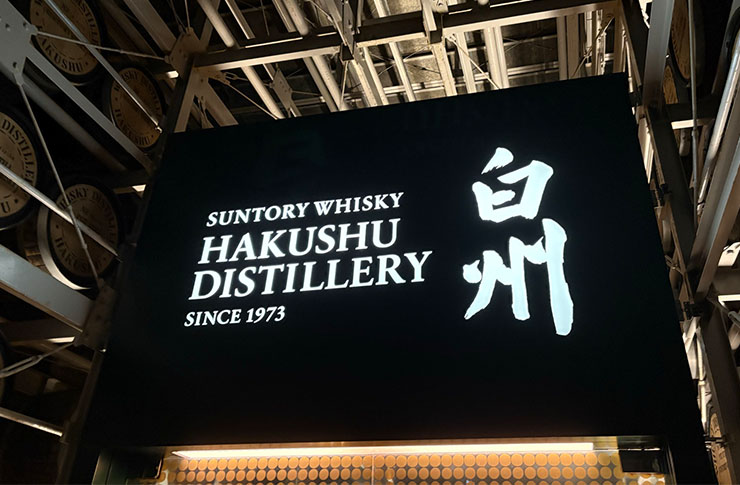 SUNTORY WHISKY
HAKUSHU
DISTILLERY
SINCE 1973
白州